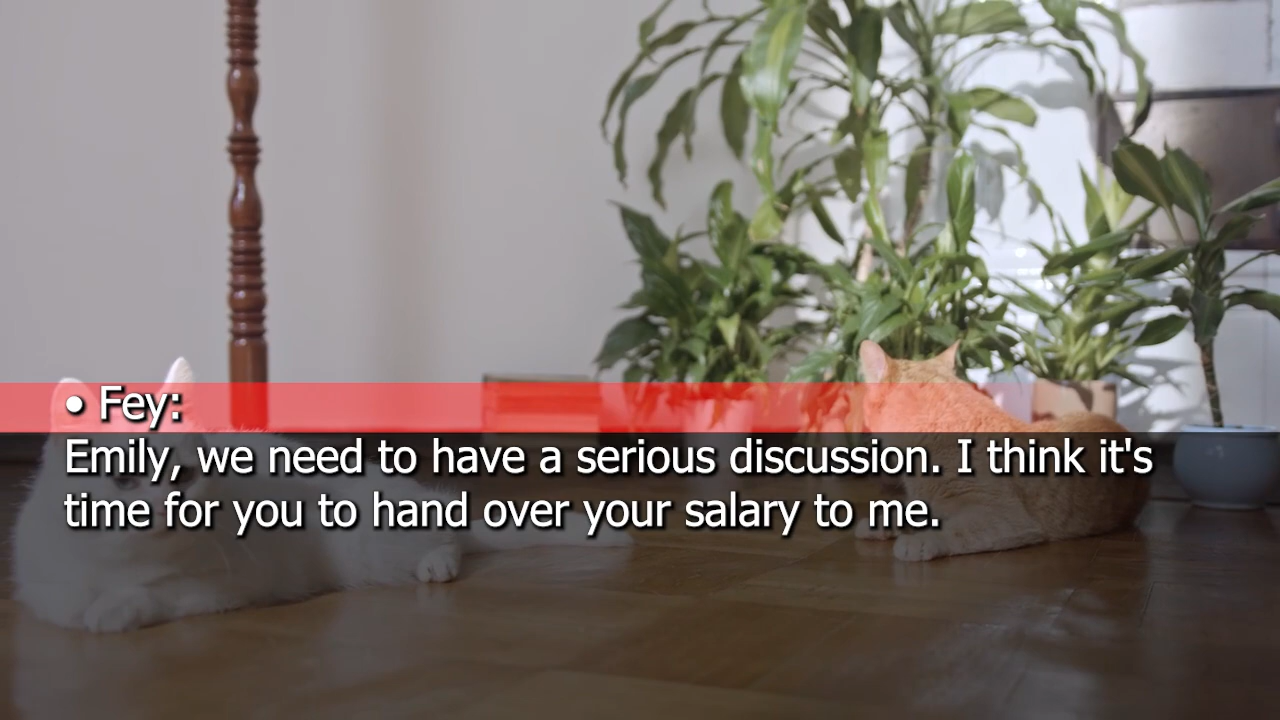 • Fey:
Emily, we need to have a serious discussion. I think it's
time for you to hand over your salary to me.